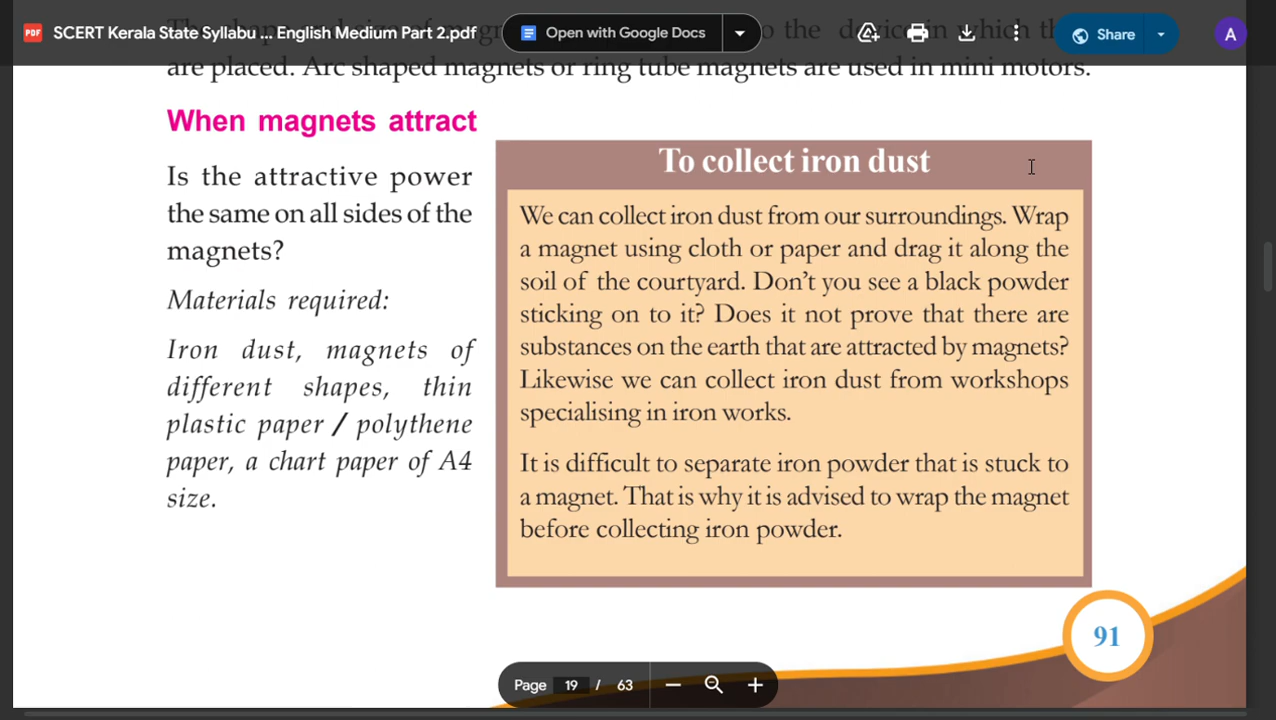 SCERT Kerala State Syllabu ... English Medium Part 2.pdf
Open with Google Docs
Share
A
are placed. Arc shaped magnets or ring tube magnets are used in mini motors.
When magnets attract
Is the attractive power
the same on all sides of the
magnets?
Materials required:
Iron dust, magnets of
different shapes, thin
plastic paper / polythene
paper, a chart paper of A4
size.
To collect iron dust
We can collect iron dust from our surroundings. Wrap
a magnet using cloth or paper and drag it along the
soil of the courtyard. Don't you see a black powder
sticking on to it? Does it not prove that there are
substances on the earth that are attracted by magnets?
Likewise we can collect iron dust from workshops
specialising in iron works.
It is difficult to separate iron powder that is stuck to
a magnet. That is why it is advised to wrap the magnet
before collecting iron powder.
91
Page 19 / 63